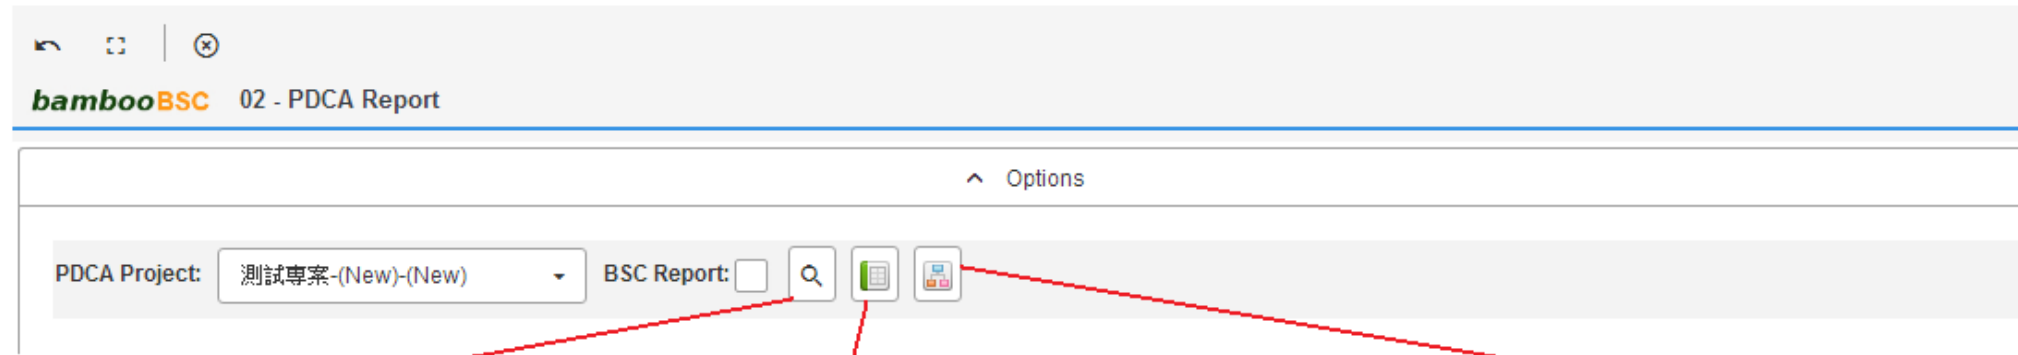 bambooBSC 02 - PDCA Report
Options
PDCA Project: 測試專案-(New)-(New) BSC Report: